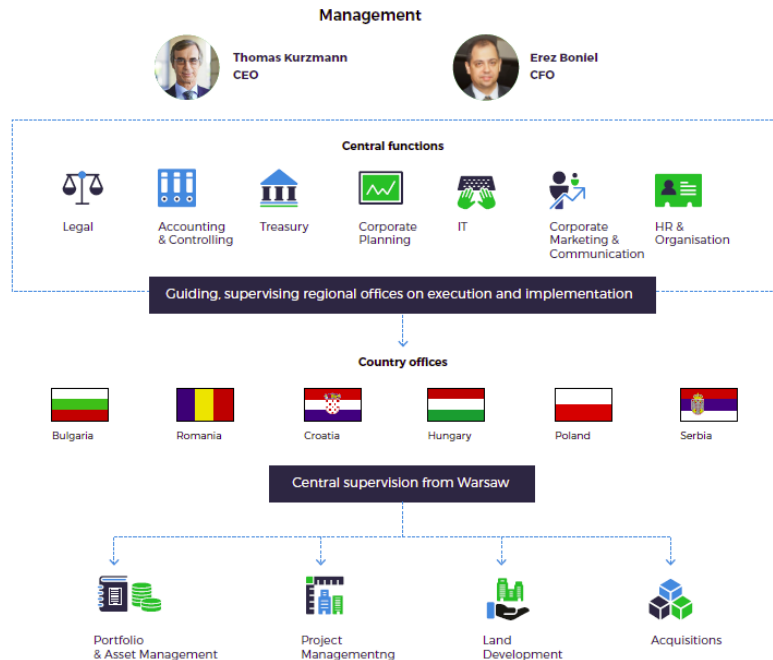 Management
Thomas Kurzmann
CEO
Erez Boniel
CFO
Central functions
Legal
Accounting
& Controlling
Treasury
Corporate
Planning
IT
Corporate
Marketing &
Communication
HR &
Organisation
Guiding, supervising regional offices on execution and implementation
Country offices
Bulgaria
Romania
Croatia
Hungary
Poland
Serbia
Central supervision from Warsaw
Portfolio
& Asset Management
Project
Managementng
Land
Development
Acquisitions